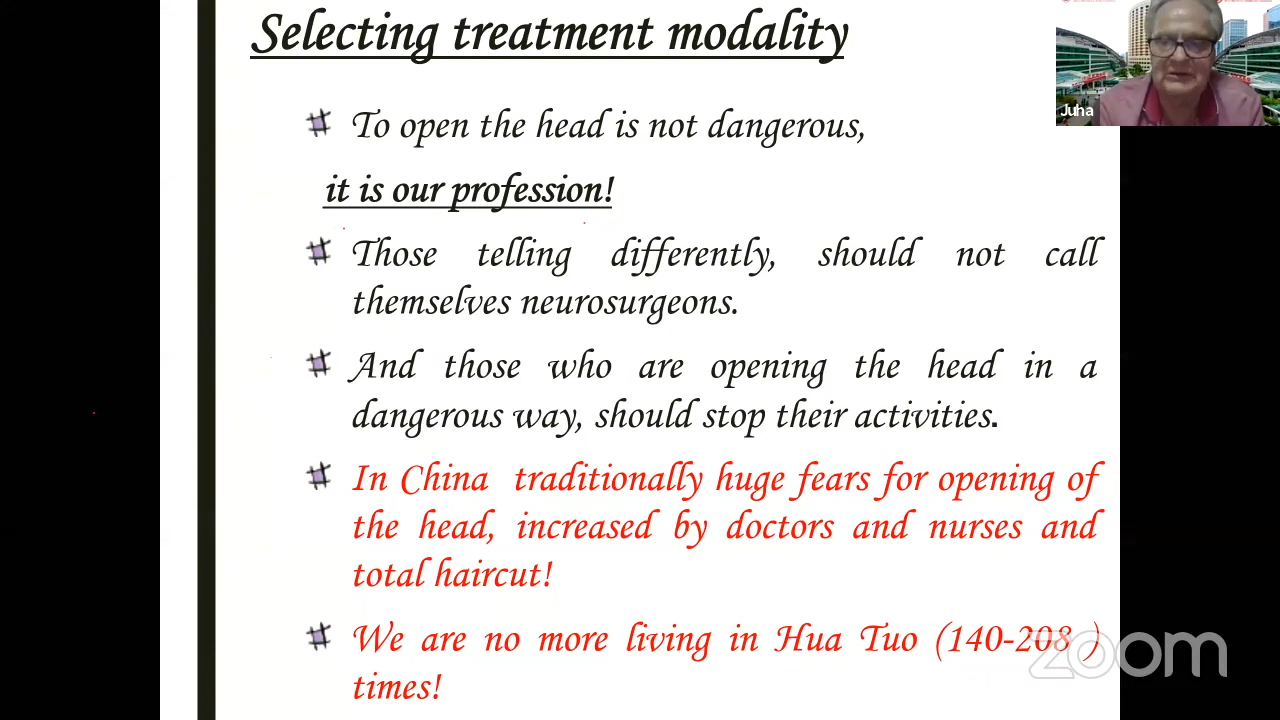 Selecting treatment modality
Juha
To open the head is not dangerous,
it is our profession!
Those telling differently, should not call
themselves neurosurgeons.
And those who are opening the head in a
dangerous way, should stop their activities.
In China traditionally huge fears for opening of
the head, increased by doctors and nurses and
total haircut!
We are no more living in Hua Tuo (140-208 )
times!
zoom